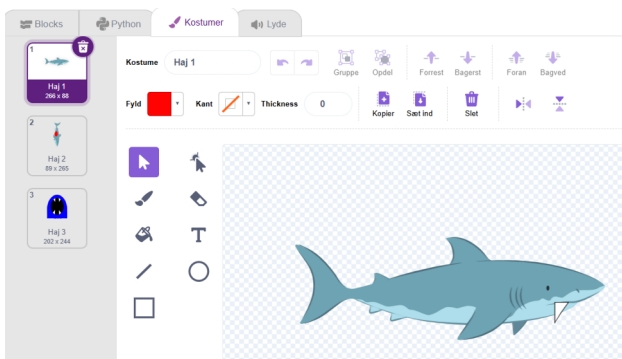 Blocks Python Kostumer Lyde
1
Haj 1
266 x 88
2
Haj 2
89 x 265
3
Haj 3
202 x 244
Kostume Haj 1 Gruppe Opdel Forrest Bagerst Foran Bagved
Fyld Kant Thickness 0 Kopier Sæt ind Slet
T